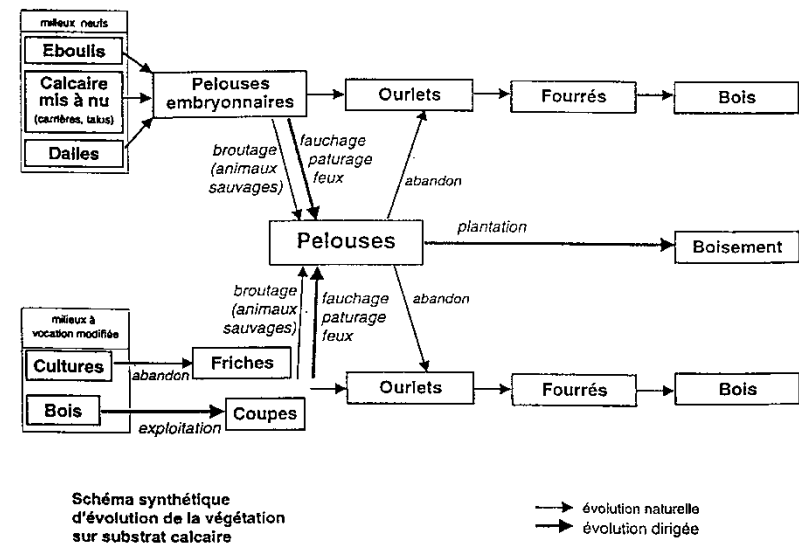 milieux neufs
Eboulis
Calcaire
mis à nu
(carrières, talus)
Dalles
Pelouses
embryonnaires
Ourlets
Fourrés
Bois
broutage
(animaux
sauvages)
fauchage
paturage
feux
abandon
Pelouses
plantation
Boisement
broutage
(animaux
sauvages)
fauchage
paturage
feux
abandon
milieux à
vocation modifiée
Cultures
abandon
Friches
Bois
exploitation
Coupes
Ourlets
Fourrés
Bois
Schéma synthétique
d'évolution de la végétation
sur substrat calcaire
évolution naturelle
évolution dirigée